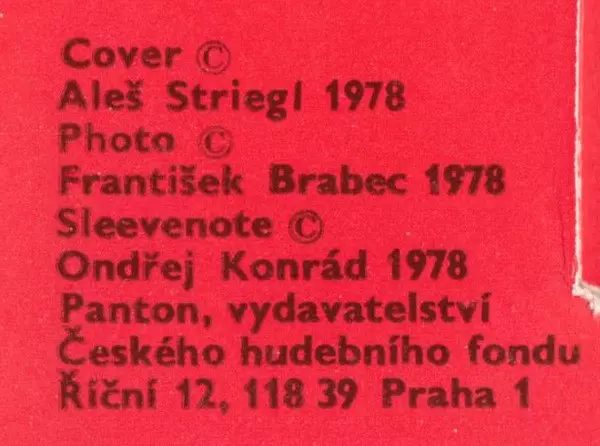 Cover ©
Aleš Striegl 1978
Photo ©
František Brabec 1978
Sleevenote ©
Ondřej Konrád 1978
Panton, vydavatelství
Českého hudebního fondu
Říční 12, 118 39 Praha 1